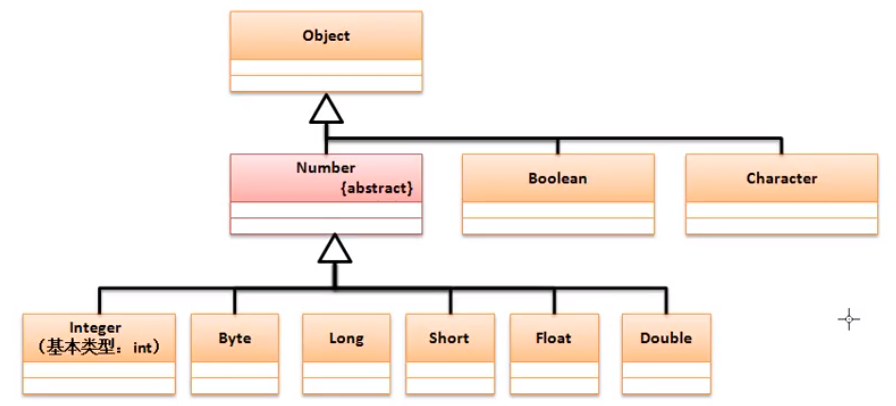 Object
Number
{abstract}
Boolean
Character
Integer
（基本类型：int）
Byte
Long
Short
Float
Double